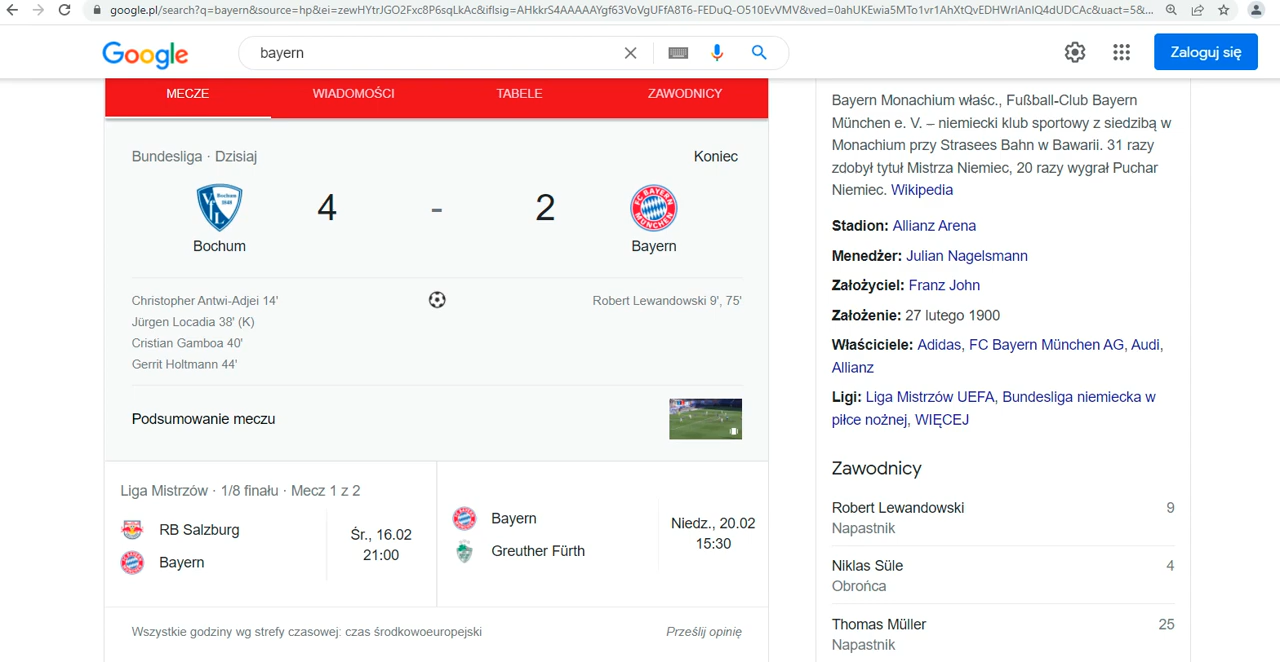 google.pl/search?q=bayern&source=hp&ei=zewHYtrJGO2Fxc8P6sqLkAc&iflsig=AHkkrS4AAAAAYgf63VoVgUFfA8T6-FEDuQ-O510EvVMV&ved=0ahUKEwia5MTo1vr1AhXtQvEDHWrlAnIQ4dUDCAc&uact=5&...
Google
bayern
Zaloguj się
MECZE
WIADOMOŚCI
TABELE
ZAWODNICY
Bundesliga · Dzisiaj
Koniec
4 - 2
Bochum
Bayern
Christopher Antwi-Adjei 14'
Jürgen Locadia 38' (K)
Cristian Gamboa 40'
Gerrit Holtmann 44'
Robert Lewandowski 9', 75'
Podsumowanie meczu
Liga Mistrzów · 1/8 finału · Mecz 1 z 2
RB Salzburg
Bayern
Śr., 16.02
21:00
Bayern
Greuther Fürth
Niedz., 20.02
15:30
Wszystkie godziny wg strefy czasowej: czas środkowoeuropejski
Prześlij opinię
Bayern Monachium właśc., Fußball-Club Bayern
München e. V. – niemiecki klub sportowy z siedzibą w
Monachium przy Strasees Bahn w Bawarii. 31 razy
zdobył tytuł Mistrza Niemiec, 20 razy wygrał Puchar
Niemiec. Wikipedia
Stadion: Allianz Arena
Menedżer: Julian Nagelsmann
Założyciel: Franz John
Założenie: 27 lutego 1900
Właściciele: Adidas, FC Bayern München AG, Audi,
Allianz
Ligi: Liga Mistrzów UEFA, Bundesliga niemiecka w
piłce nożnej, WIĘCEJ
Zawodnicy
Robert Lewandowski 9
Napastnik
Niklas Süle 4
Obrońca
Thomas Müller 25
Napastnik